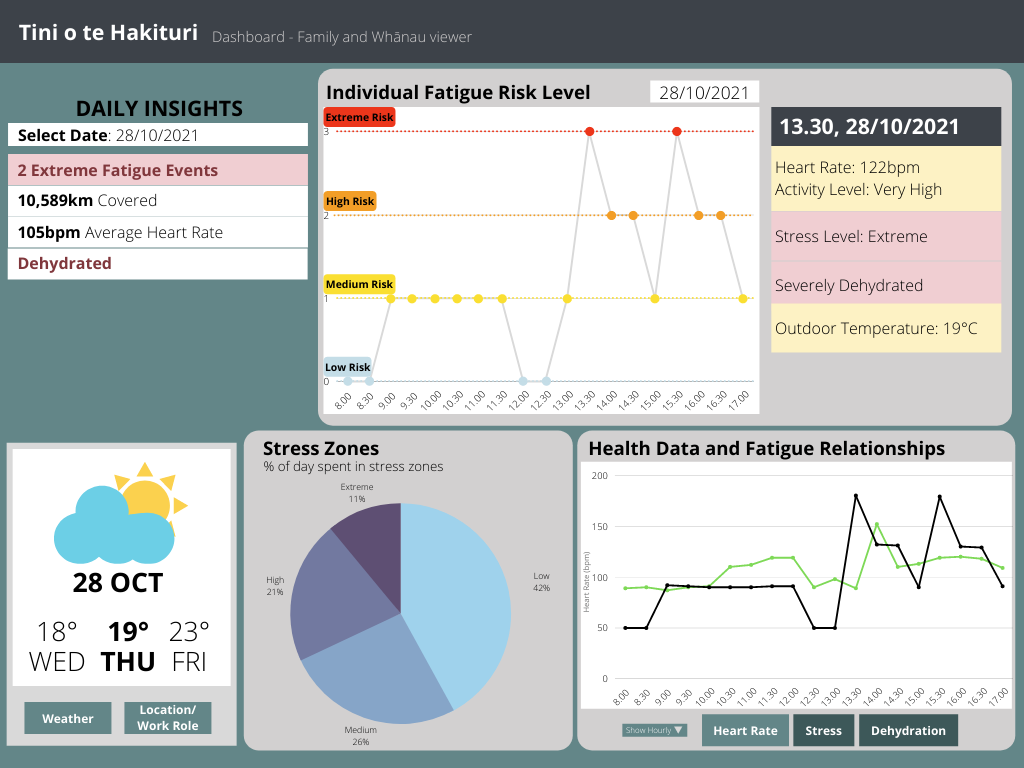 Tini o te Hakituri Dashboard - Family and Whānau viewer
DAILY INSIGHTS
Select Date: 28/10/2021
2 Extreme Fatigue Events
10,589km Covered
105bpm Average Heart Rate
Dehydrated
Individual Fatigue Risk Level 28/10/2021
Extreme Risk
3
High Risk
2
Medium Risk
1
Low Risk
0
8.00 8.30 9.00 9.30 10.00 10.30 11.00 11.30 12.00 12.30 13.00 13.30 14.00 14.30 15.00 15.30 16.00 16.30 17.00
13.30, 28/10/2021
Heart Rate: 122bpm
Activity Level: Very High
Stress Level: Extreme
Severely Dehydrated
Outdoor Temperature: 19°C
28 OCT
18° 19° 23°
WED THU FRI
Weather
Location/
Work Role
Stress Zones
% of day spent in stress zones
Extreme
11%
High
21%
Low
42%
Medium
26%
Health Data and Fatigue Relationships
Heart Rate (bpm)
200
150
100
50
0
8.00 8.30 9.00 9.30 10.00 10.30 11.00 11.30 12.00 12.30 13.00 13.30 14.00 14.30 15.00 15.30 16.00 16.30 17.00
Show Hourly ▼
Heart Rate
Stress
Dehydration